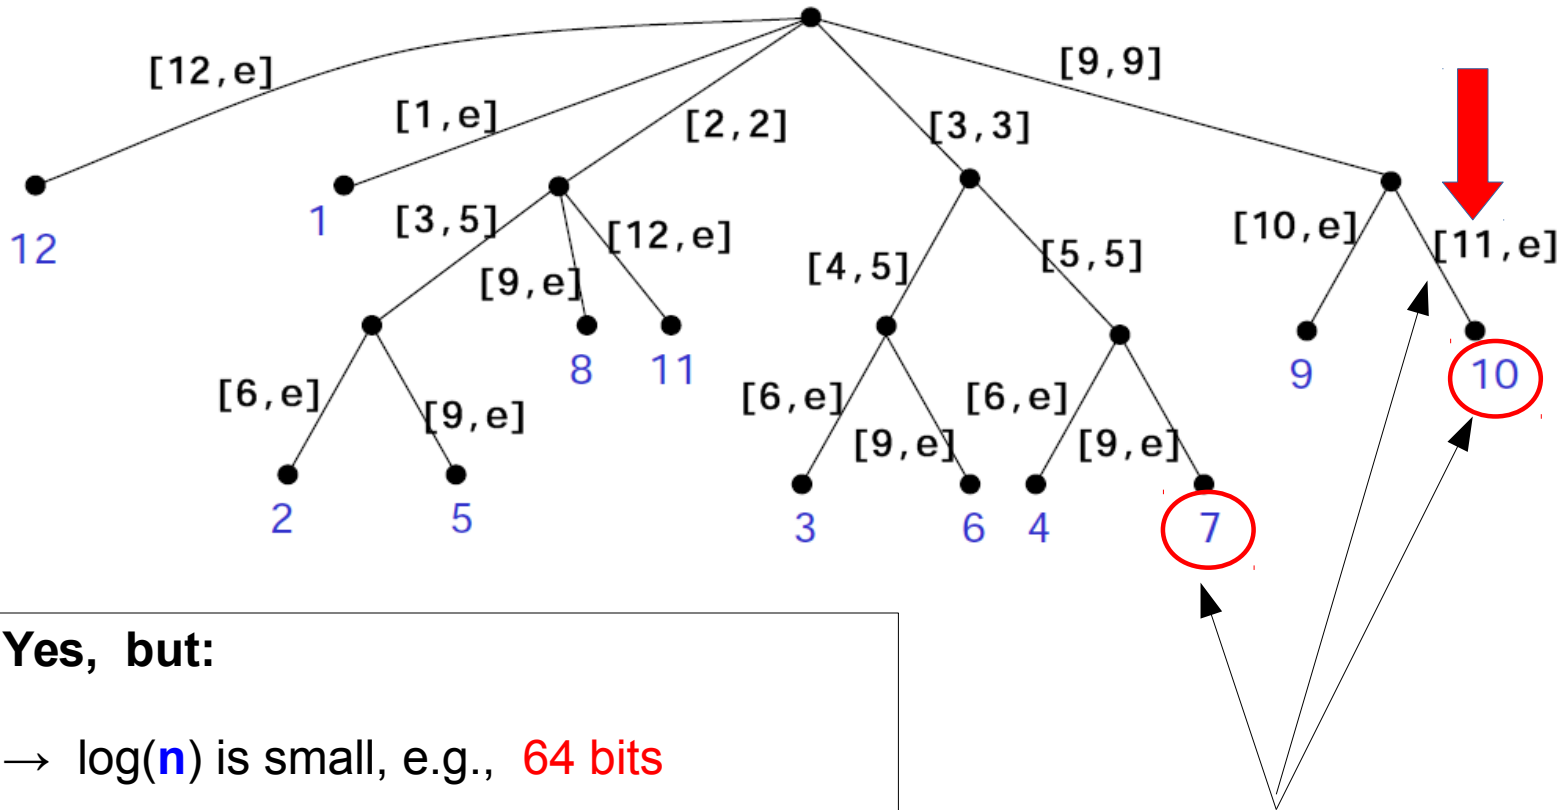 [12,e]
[1,e]
[2,2]
[3,3]
[9,9]
12
1
[3,5]
[9,e]
[12,e]
[4,5]
[5,5]
[10,e]
[11,e]
8
11
9
10
[6,e]
[9,e]
[6,e]
[9,e]
[6,e]
[9,e]
2
5
3
6
4
7
Yes, but:
→ log(n) is small, e.g., 64 bits